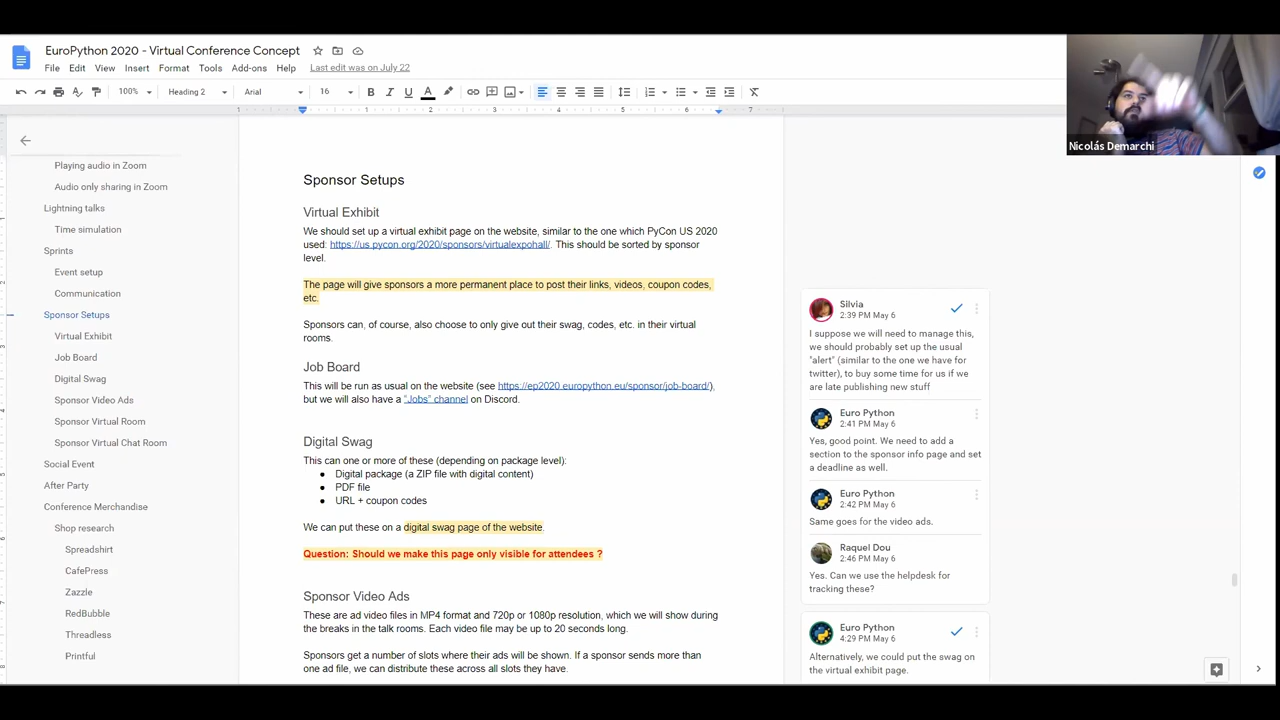 EuroPython 2020 - Virtual Conference Concept
File Edit View Insert Format Tools Add-ons Help Last edit was on July 22
100% Heading 2 Arial 16 B I U A
1 1 2 3 4 5 6 7
Playing audio in Zoom
Audio only sharing in Zoom
Lightning talks
Time simulation
Sprints
Event setup
Communication
Sponsor Setups
Virtual Exhibit
Job Board
Digital Swag
Sponsor Video Ads
Sponsor Virtual Room
Sponsor Virtual Chat Room
Social Event
After Party
Conference Merchandise
Shop research
Spreadshirt
CafePress
Zazzle
RedBubble
Threadless
Printful
Sponsor Setups
Virtual Exhibit
We should set up a virtual exhibit page on the website, similar to the one which PyCon US 2020
used: https://us.pycon.org/2020/sponsors/virtualexpohall/. This should be sorted by sponsor
level.
The page will give sponsors a more permanent place to post their links, videos, coupon codes,
etc.
Sponsors can, of course, also choose to only give out their swag, codes, etc. in their virtual
rooms.
Job Board
This will be run as usual on the website (see https://ep2020.europython.eu/sponsor/job-board/),
but we will also have a "Jobs" channel on Discord.
Digital Swag
This can one or more of these (depending on package level):
● Digital package (a ZIP file with digital content)
● PDF file
● URL + coupon codes
We can put these on a digital swag page of the website.
Question: Should we make this page only visible for attendees ?
Sponsor Video Ads
These are ad video files in MP4 format and 720p or 1080p resolution, which we will show during
the breaks in the talk rooms. Each video file may be up to 20 seconds long.
Sponsors get a number of slots where their ads will be shown. If a sponsor sends more than
one ad file, we can distribute these across all slots they have.
Nicolás Demarchi
Silvia
2:39 PM May 6
I suppose we will need to manage this,
we should probably set up the usual
"alert" (similar to the one we have for
twitter), to buy some time for us if we
are late publishing new stuff
Euro Python
2:41 PM May 6
Yes, good point. We need to add a
section to the sponsor info page and set
a deadline as well.
Euro Python
2:42 PM May 6
Same goes for the video ads.
Raquel Dou
2:46 PM May 6
Yes. Can we use the helpdesk for
tracking these?
Euro Python
4:29 PM May 6
Alternatively, we could put the swag on
the virtual exhibit page.